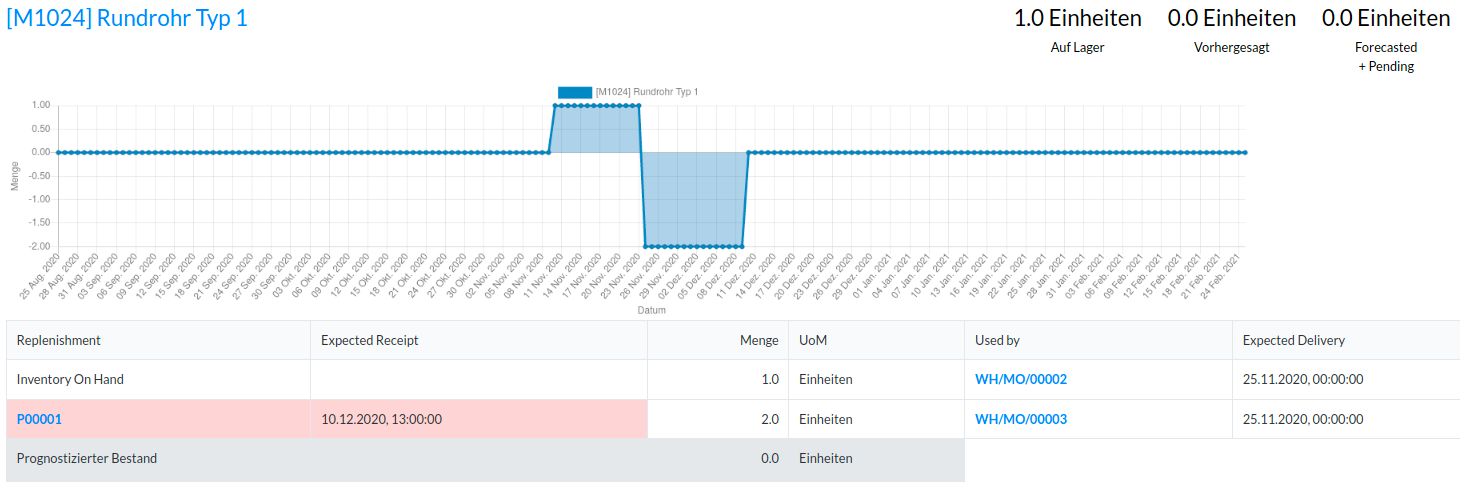 [M1024] Rundrohr Typ 1
1.0 Einheiten 0.0 Einheiten 0.0 Einheiten
Auf Lager Vorhergesagt Forecasted
+ Pending
[M1024] Rundrohr Typ 1
1.00
0.50
0.00
-0.50
-1.00
-1.50
-2.00
Menge
25 Aug. 2020 28 Aug. 2020 31 Aug. 2020 03 Sep. 2020 06 Sep. 2020 09 Sep. 2020 12 Sep. 2020 15 Sep. 2020 18 Sep. 2020 21 Sep. 2020 24 Sep. 2020 27 Sep. 2020 30 Sep. 2020 03 Okt. 2020 06 Okt. 2020 09 Okt. 2020 12 Okt. 2020 15 Okt. 2020 18 Okt. 2020 21 Okt. 2020 24 Okt. 2020 27 Okt. 2020 30 Okt. 2020 02 Nov. 2020 05 Nov. 2020 08 Nov. 2020 11 Nov. 2020 14 Nov. 2020 17 Nov. 2020 20 Nov. 2020 23 Nov. 2020 26 Nov. 2020 29 Nov. 2020 02 Dez. 2020 05 Dez. 2020 08 Dez. 2020 11 Dez. 2020 14 Dez. 2020 17 Dez. 2020 20 Dez. 2020 23 Dez. 2020 26 Dez. 2020 29 Dez. 2020 01 Jan. 2021 04 Jan. 2021 07 Jan. 2021 10 Jan. 2021 13 Jan. 2021 16 Jan. 2021 19 Jan. 2021 22 Jan. 2021 25 Jan. 2021 28 Jan. 2021 31 Jan. 2021 03 Feb. 2021 06 Feb. 2021 09 Feb. 2021 12 Feb. 2021 15 Feb. 2021 18 Feb. 2021 21 Feb. 2021 24 Feb. 2021
Datum
Replenishment Expected Receipt Menge UoM Used by Expected Delivery
Inventory On Hand 1.0 Einheiten WH/MO/00002 25.11.2020, 00:00:00
P00001 10.12.2020, 13:00:00 2.0 Einheiten WH/MO/00003 25.11.2020, 00:00:00
Prognostizierter Bestand 0.0 Einheiten